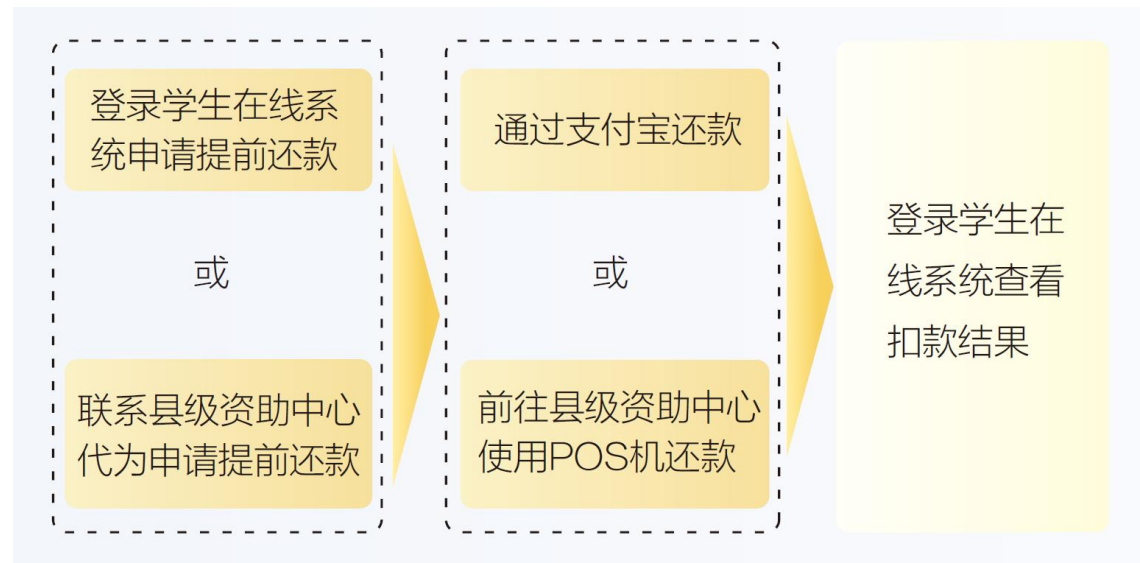 登录学生在线系
统申请提前还款
或
联系县级资助中心
代为申请提前还款
通过支付宝还款
或
前往县级资助中心
使用POS机还款
登录学生在
线系统查看
扣款结果